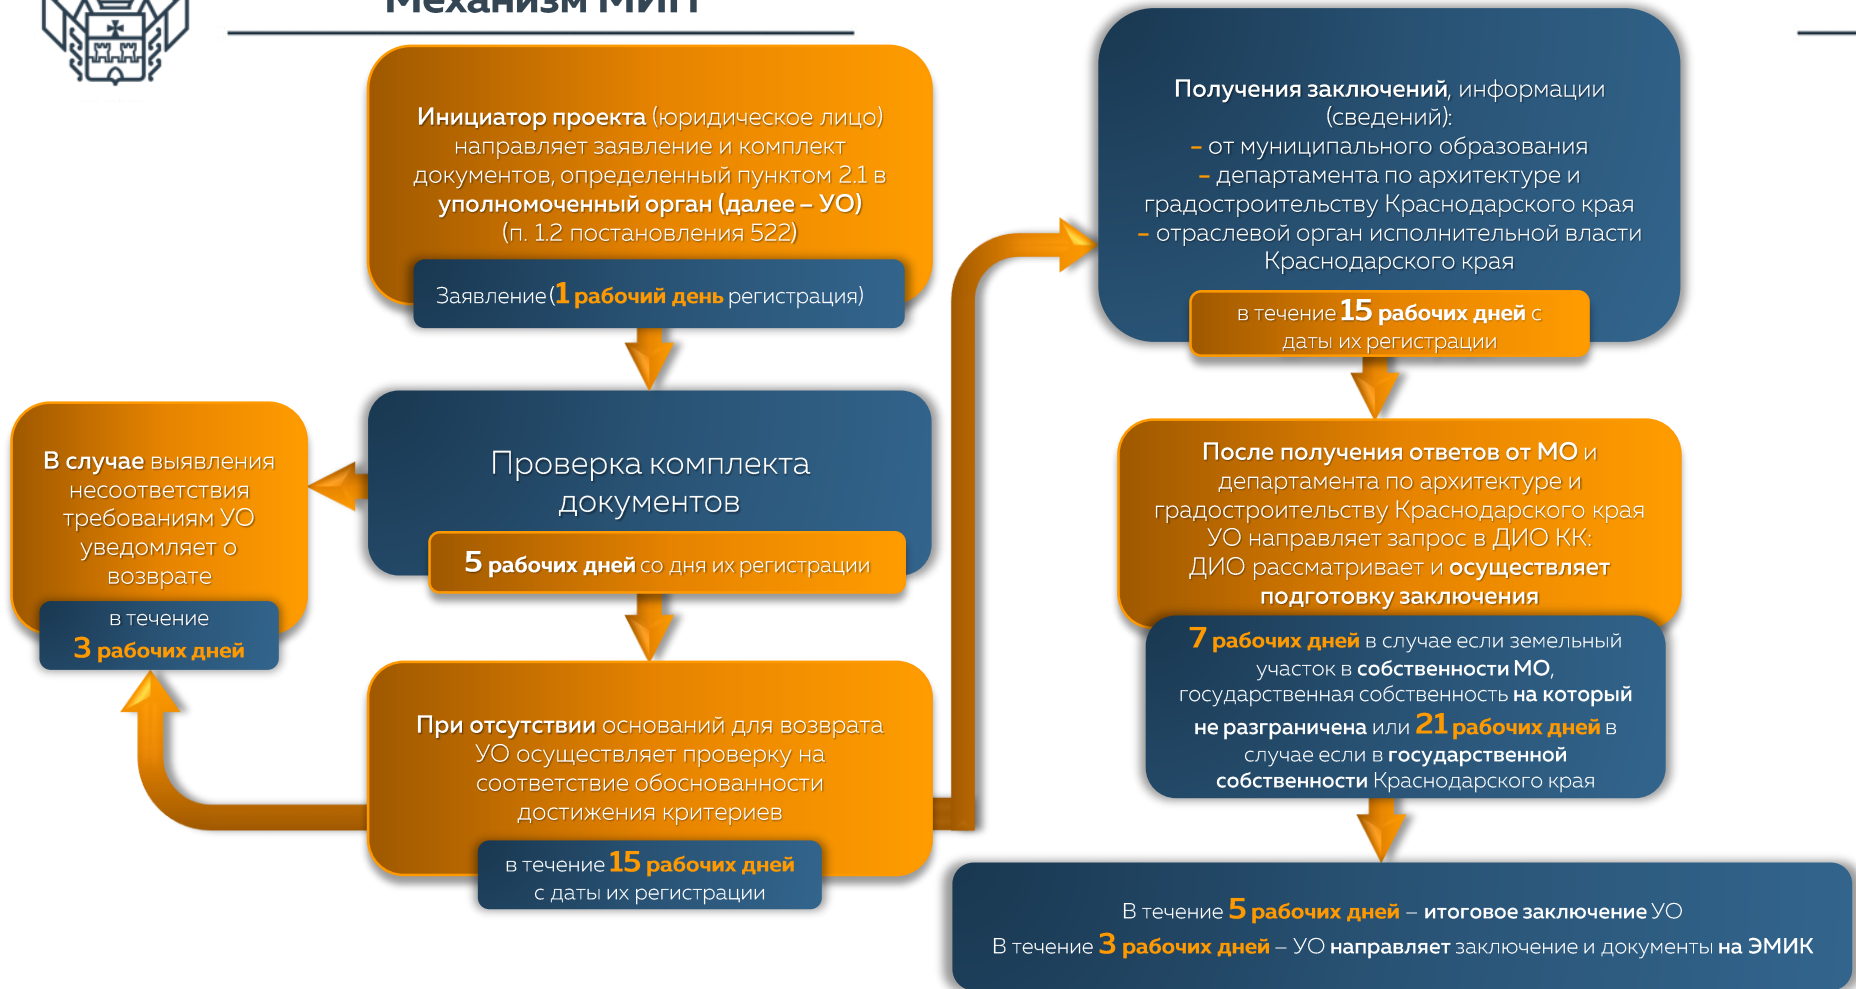 Механизм МИП
Инициатор проекта (юридическое лицо)
направляет заявление и комплект
документов, определенный пунктом 2.1 в
уполномоченный орган (далее – УО)
(п. 1.2 постановления 522)
Заявление (1 рабочий день регистрация)
Проверка комплекта
документов
5 рабочих дней со дня их регистрации
В случае выявления
несоответствия
требованиям УО
уведомляет о
возврате
в течение
3 рабочих дней
При отсутствии оснований для возврата
УО осуществляет проверку на
соответствие обоснованности
достижения критериев
в течение 15 рабочих дней
с даты их регистрации
Получения заключений, информации
(сведений):
– от муниципального образования
– департамента по архитектуре и
градостроительству Краснодарского края
– отраслевой орган исполнительной власти
Краснодарского края
в течение 15 рабочих дней с
даты их регистрации
После получения ответов от МО и
департамента по архитектуре и
градостроительству Краснодарского края
УО направляет запрос в ДИО КК:
ДИО рассматривает и осуществляет
подготовку заключения
7 рабочих дней в случае если земельный
участок в собственности МО,
государственная собственность на который
не разграничена или 21 рабочих дней в
случае если в государственной
собственности Краснодарского края
В течение 5 рабочих дней – итоговое заключение УО
В течение 3 рабочих дней – УО направляет заключение и документы на ЭМИК